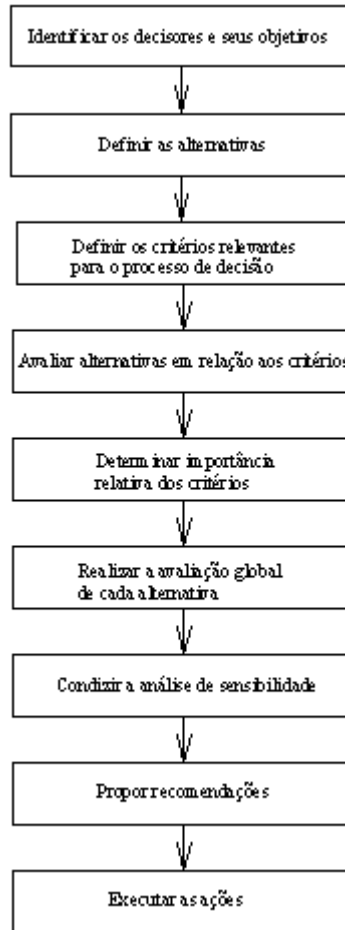 Identificar os decisores e seus objetivos
Definir as alternativas
Definir os critérios relevantes
para o processo de decisão
Avaliar alternativas em relação aos critérios
Determinar importância
relativa dos critérios
Realizar a avaliação global
de cada alternativa
Condizir a análise de sensibilidade
Propor recomendações
Executar as ações